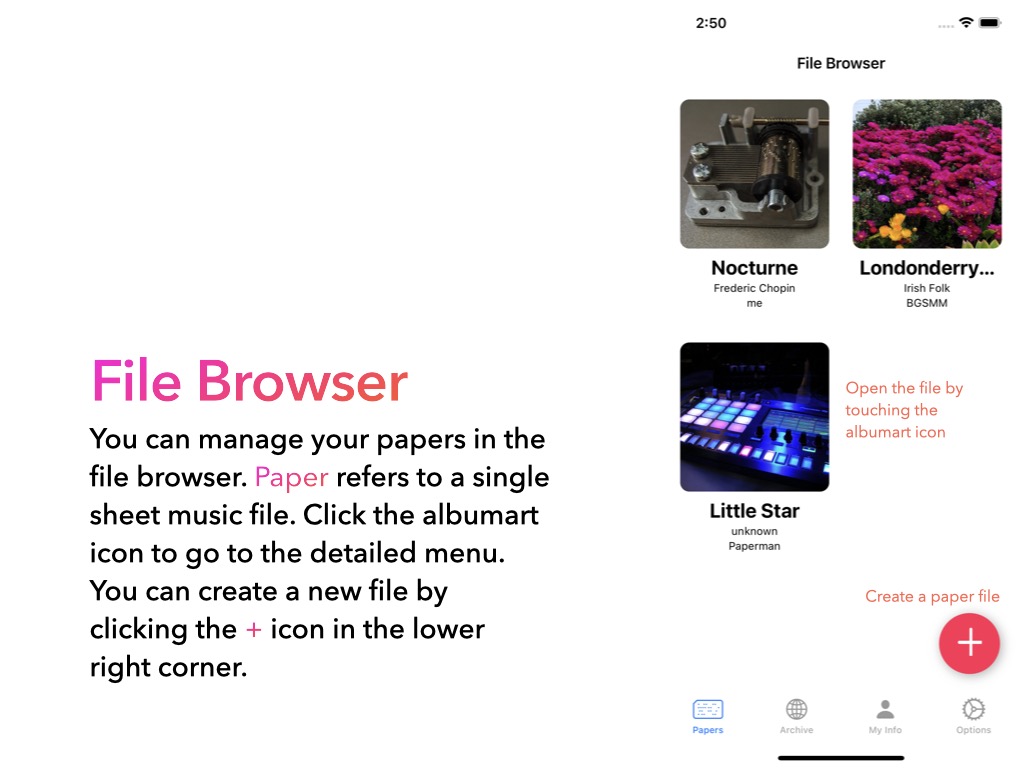 File Browser
You can manage your papers in the
file browser. Paper refers to a single
sheet music file. Click the albumart
icon to go to the detailed menu.
You can create a new file by
clicking the + icon in the lower
right corner.
2:50
File Browser
Nocturne
Frederic Chopin
me
Londonderry...
Irish Folk
BGSMM
Open the file by
touching the
albumart icon
Little Star
unknown
Paperman
Create a paper file
+
Papers
Archive
My Info
Options